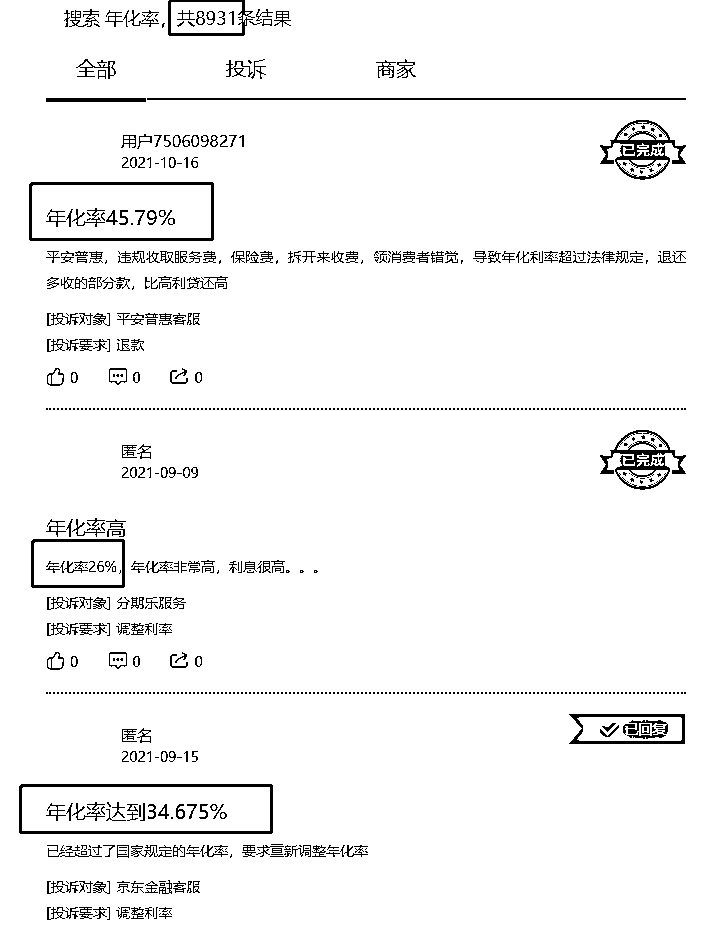 搜索 年化率，共8931条结果
全部 投诉 商家
用户7506098271
已完成
2021-10-16
年化率45.79%
平安普惠，违规收取服务费，保险费，拆开来收费，领消费者错觉，导致年化利率超过法律规定，退还
多收的部分款，比高利贷还高
[投诉对象] 平安普惠客服
[投诉要求] 退款
0 0 0
匿名
已完成
2021-09-09
年化率高
年化率26%，年化率非常高，利息很高。。。
[投诉对象] 分期乐服务
[投诉要求] 调整利率
0 0 0
匿名
已回复
2021-09-15
年化率达到34.675%
已经超过了国家规定的年化率，要求重新调整年化率
[投诉对象] 京东金融客服
[投诉要求] 调整利率